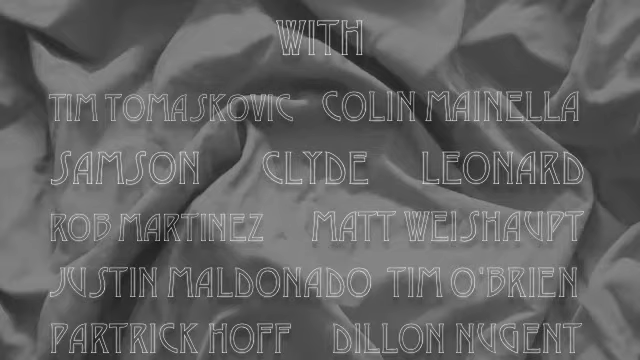 WITH
TIM TOMASKOVIC COLIN MAINELLA
SAMSON CLYDE LEONARD
ROB MARTINEZ MATT WEISHAUPT
JUSTIN MALDONADO TIM O'BRIEN
PARTRICK HOFF DILLON NUGENT